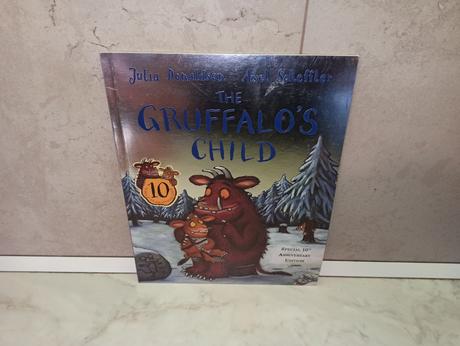 Julia Donaldson Axel Scheffler
THE
GRUFFALO'S
CHILD
10
SPECIAL 10TH
ANNIVERSARY
EDITION